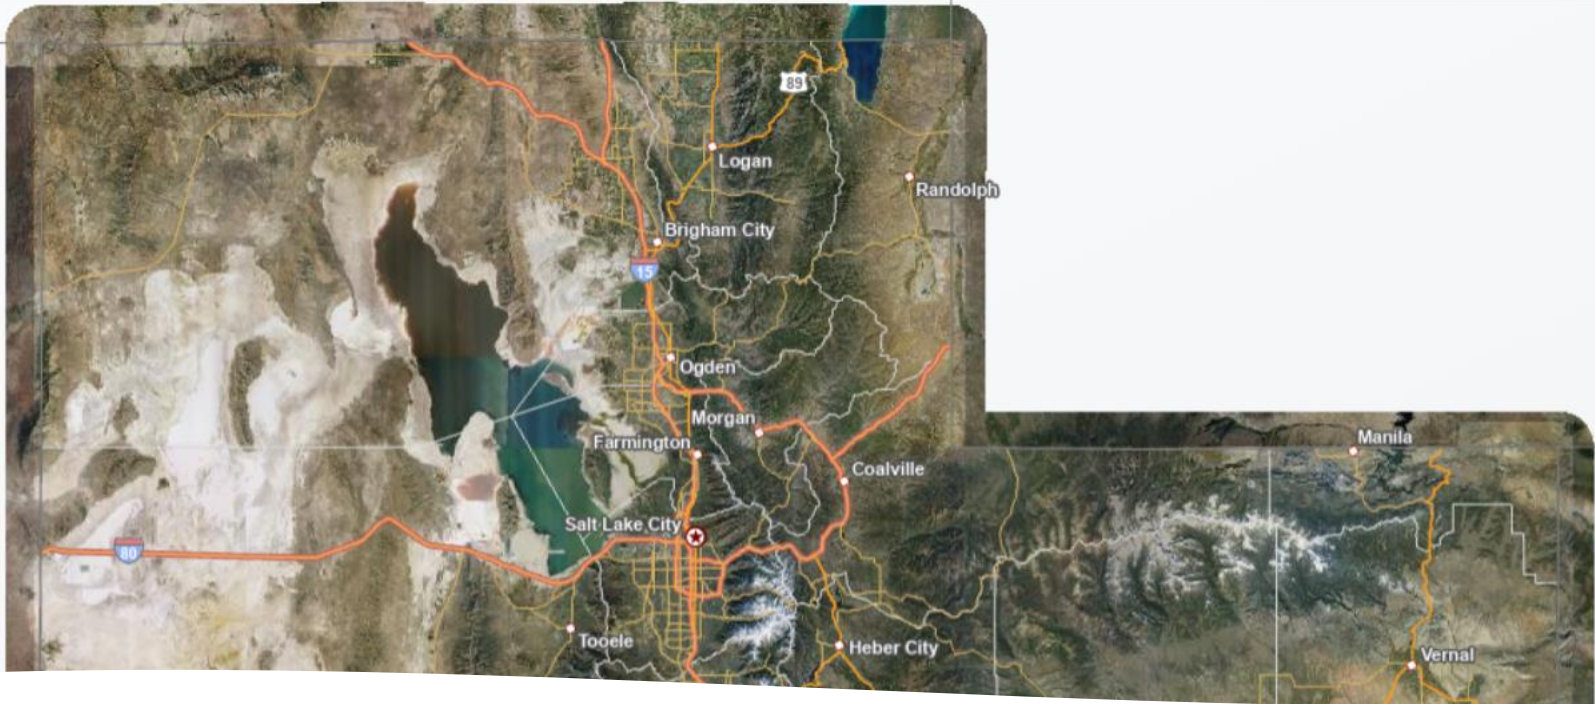 89
Logan
Randolph
Brigham City
15
Ogden
Morgan
Farmington
Manila
Coalville
Salt Lake City
80
Tooele
Heber City
Vernal